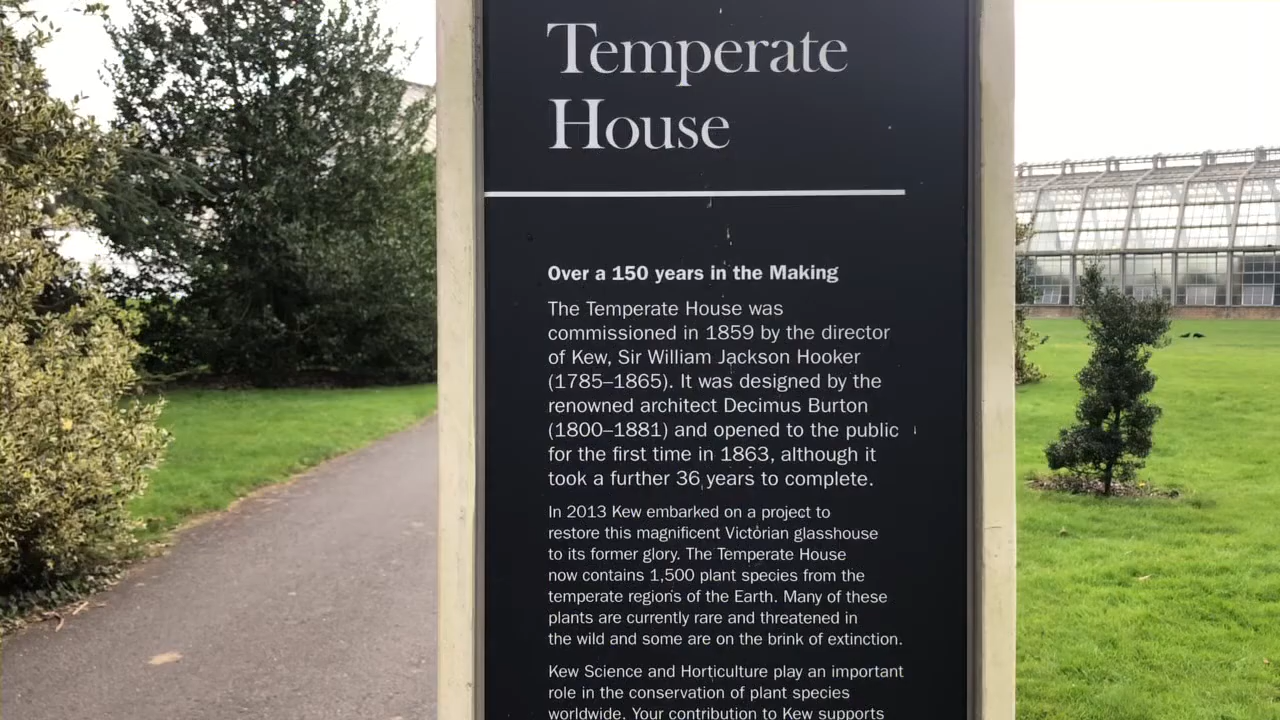 Temperate
House
Over a 150 years in the Making
The Temperate House was
commissioned in 1859 by the director
of Kew, Sir William Jackson Hooker
(1785–1865). It was designed by the
renowned architect Decimus Burton
(1800–1881) and opened to the public
for the first time in 1863, although it
took a further 36 years to complete.
In 2013 Kew embarked on a project to
restore this magnificent Victorian glasshouse
to its former glory. The Temperate House
now contains 1,500 plant species from the
temperate regions of the Earth. Many of these
plants are currently rare and threatened in
the wild and some are on the brink of extinction.
Kew Science and Horticulture play an important
role in the conservation of plant species
worldwide. Your contribution to Kew supports